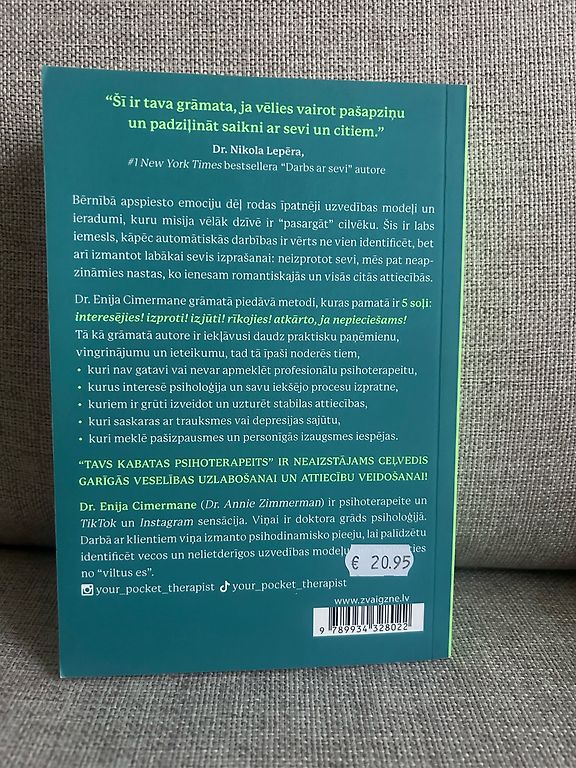 “Šī ir tava grāmata, ja vēlies vairot pašapziņu
un padziļināt saikni ar sevi un citiem.”
Dr. Nikola Lepēra,
#1 New York Times bestsellera “Darbs ar sevi” autore
Bērnībā apspiesto emociju dēļ rodas īpatnēji uzvedības modeļi un
ieradumi, kuru misija vēlāk dzīvē ir “pasargāt” cilvēku. Šis ir labs
iemesls, kāpēc automātiskās darbības ir vērts ne vien identificēt, bet
arī izmantot labākai sevis izprašanai: neizprotot sevi, mēs pat neap-
zināmies nastas, ko ienesam romantiskajās un visās citās attiecībās.
Dr. Enija Cimermane grāmatā piedāvā metodi, kuras pamatā ir 5 soļi:
interesējies! izproti! izjūti! rīkojies! atkārto, ja nepieciešams!
Tā kā grāmatā autore ir iekļāvusi daudz praktisku paņēmienu,
vingrinājumu un ieteikumu, tad tā īpaši noderēs tiem,
• kuri nav gatavi vai nevar apmeklēt profesionālu psihoterapeitu,
• kurus interesē psiholoģija un savu iekšējo procesu izpratne,
• kuriem ir grūti izveidot un uzturēt stabilas attiecības,
• kuri saskaras ar trauksmes vai depresijas sajūtu,
• kuri meklē pašizpausmes un personīgās izaugsmes iespējas.
“TAVS KABATAS PSIHOTERAPEITS” IR NEAIZSTĀJAMS CEĻVEDIS
GARĪGĀS VESELĪBAS UZLABOŠANAI UN ATTIECĪBU VEIDOŠANAI!
Dr. Enija Cimermane (Dr. Annie Zimmerman) ir psihoterapeite un
TikTok un Instagram sensācija. Viņai ir doktora grāds psiholoģijā.
Darbā ar klientiem viņa izmanto psihodinamisko pieeju, lai palīdzētu
identificēt vecos un nelietderīgos uzvedības modeļu
no “viltus es”.
€ 20.95
your_pocket_therapist your_pocket_therapist
www.zvaigzne.lv
9 789934 328022